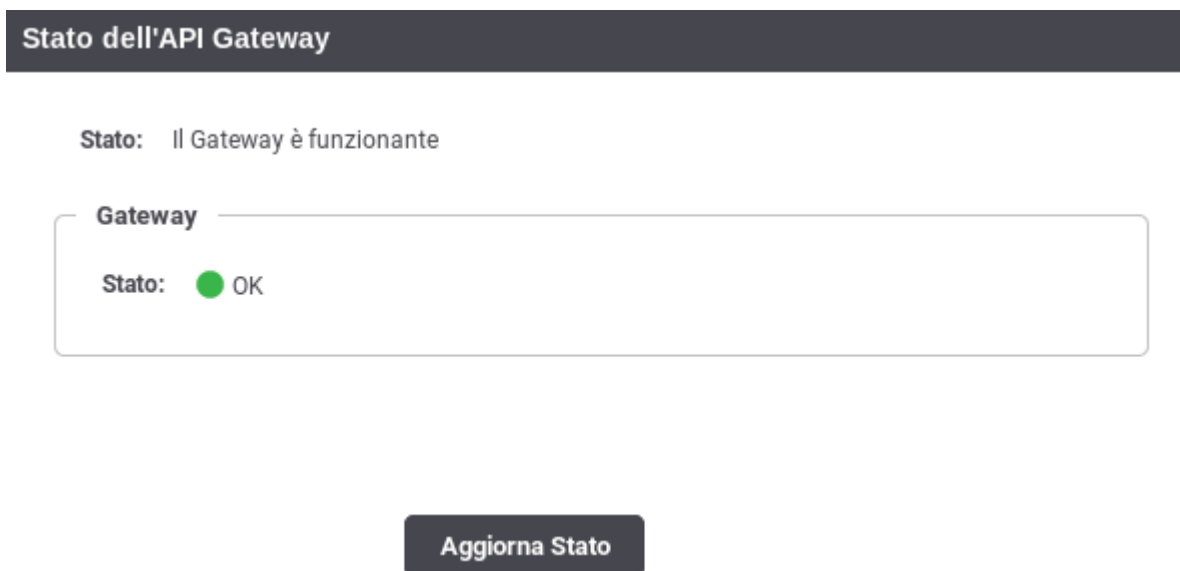 Stato dell'API Gateway
Stato: Il Gateway è funzionante
Gateway
Stato: OK
Aggiorna Stato